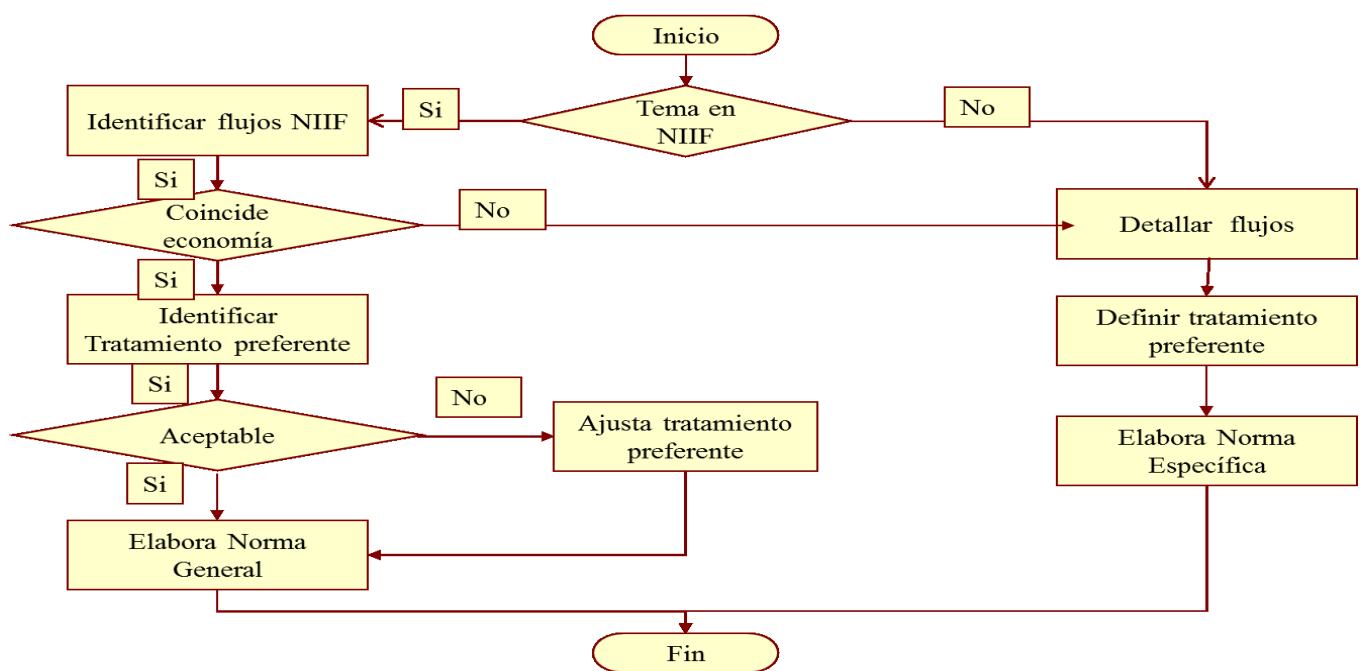 Inicio
Si
Tema en
NIIF
No
Identificar flujos NIIF
Si
Coincide
economía
No
Detallar flujos
Si
Identificar
Tratamiento preferente
Definir tratamiento
preferente
Si
No
Aceptable
Ajusta tratamiento
preferente
Elabora Norma
Específica
Si
Elabora Norma
General
Fin